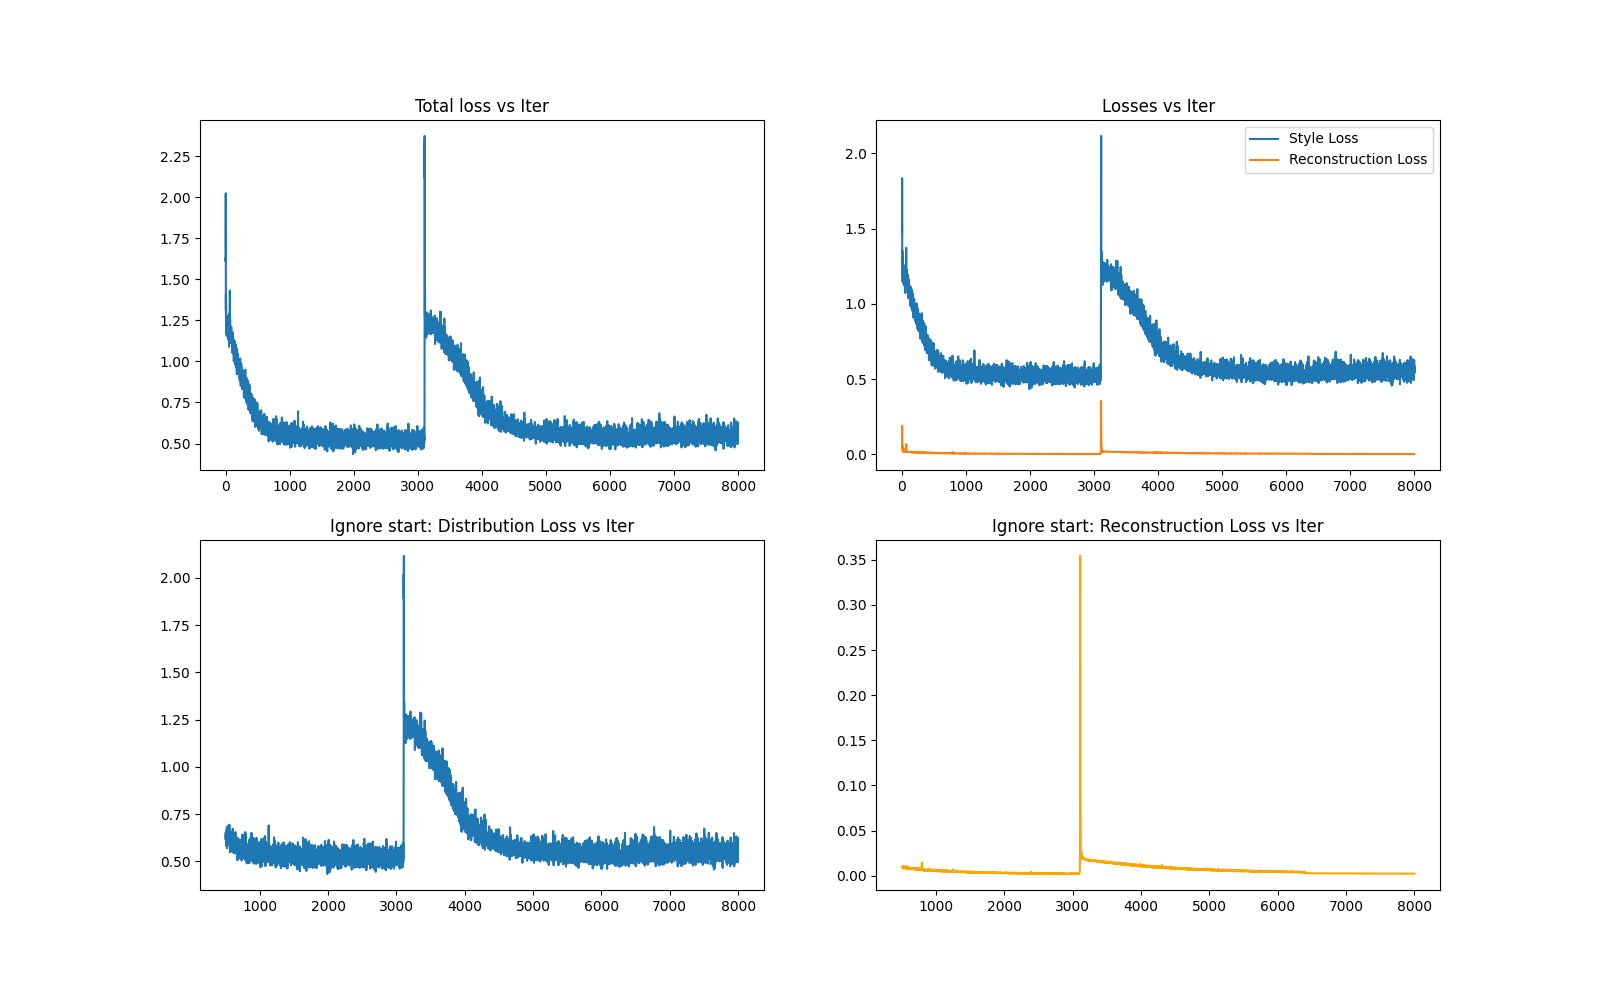 Total loss vs Iter
2.25
2.00
1.75
1.50
1.25
1.00
0.75
0.50
0 1000 2000 3000 4000 5000 6000 7000 8000
Losses vs Iter
Style Loss
Reconstruction Loss
2.0
1.5
1.0
0.5
0.0
0 1000 2000 3000 4000 5000 6000 7000 8000
Ignore start: Distribution Loss vs Iter
2.00
1.75
1.50
1.25
1.00
0.75
0.50
1000 2000 3000 4000 5000 6000 7000 8000
Ignore start: Reconstruction Loss vs Iter
0.35
0.30
0.25
0.20
0.15
0.10
0.05
0.00
1000 2000 3000 4000 5000 6000 7000 8000